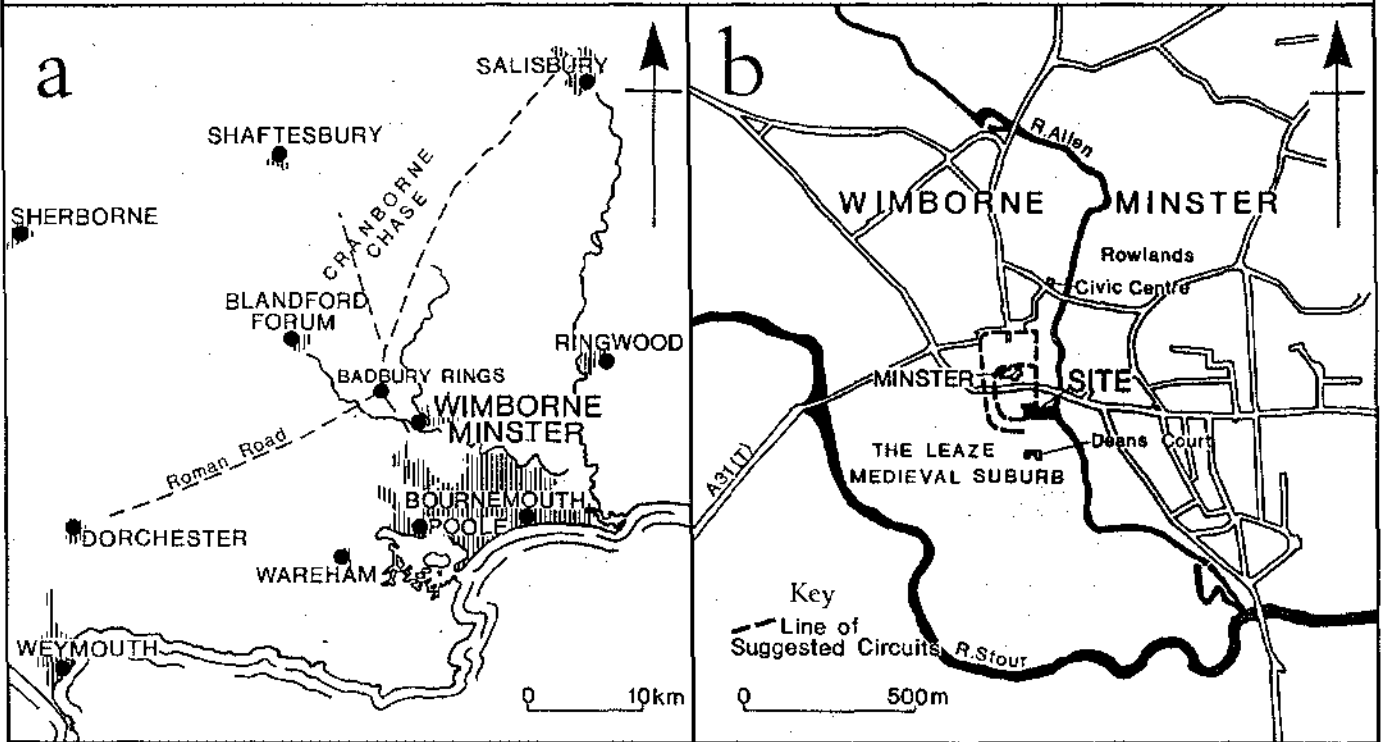 a
SALISBURY
SHAFTESBURY
CRANBORNE
CHASE
SHERBORNE
BLANDFORD
FORUM
RINGWOOD
BADBURY RINGS
WIMBORNE
MINSTER
Roman Road
BOURNEMOUTH
POOLE
DORCHESTER
WAREHAM
WEYMOUTH
0 10km
b
R.Allen
WIMBORNE MINSTER
Rowlands
Civic Centre
MINSTER
SITE
A31(T)
THE LEAZE
MEDIEVAL SUBURB
Deans Court
Key
Line of
Suggested Circuits
R.Stour
0 500m